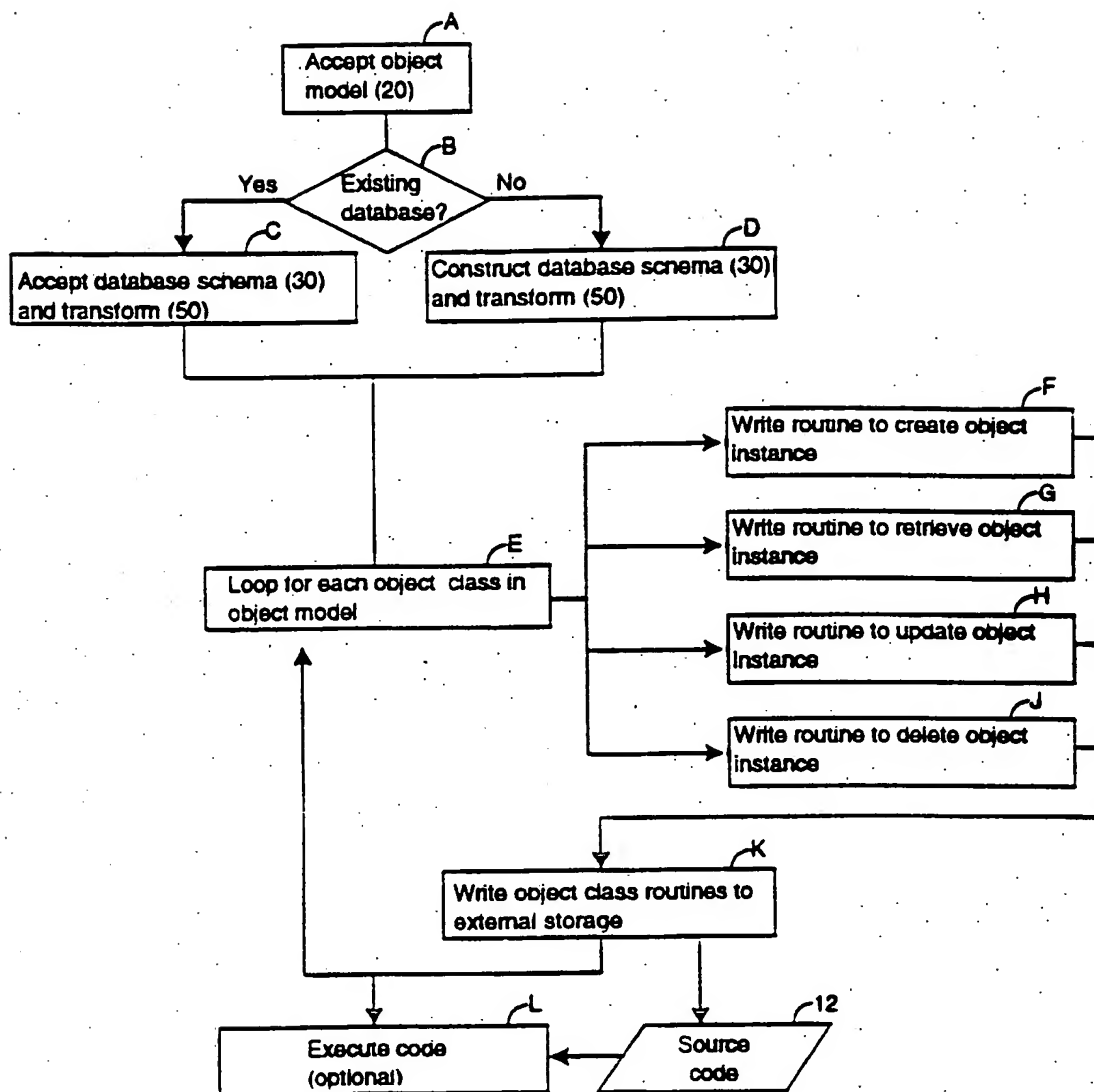 A
Accept object
model (20)
B
Yes
Existing
database?
No
C
Accept database schema (30)
and transform (50)
D
Construct database schema (30)
and transform (50)
F
Write routine to create object
instance
G
Write routine to retrieve object
instance
E
Loop for each object class in
object model
H
Write routine to update object
instance
J
Write routine to delete object
instance
K
Write object class routines to
external storage
L
Execute code
(optional)
12
Source
code